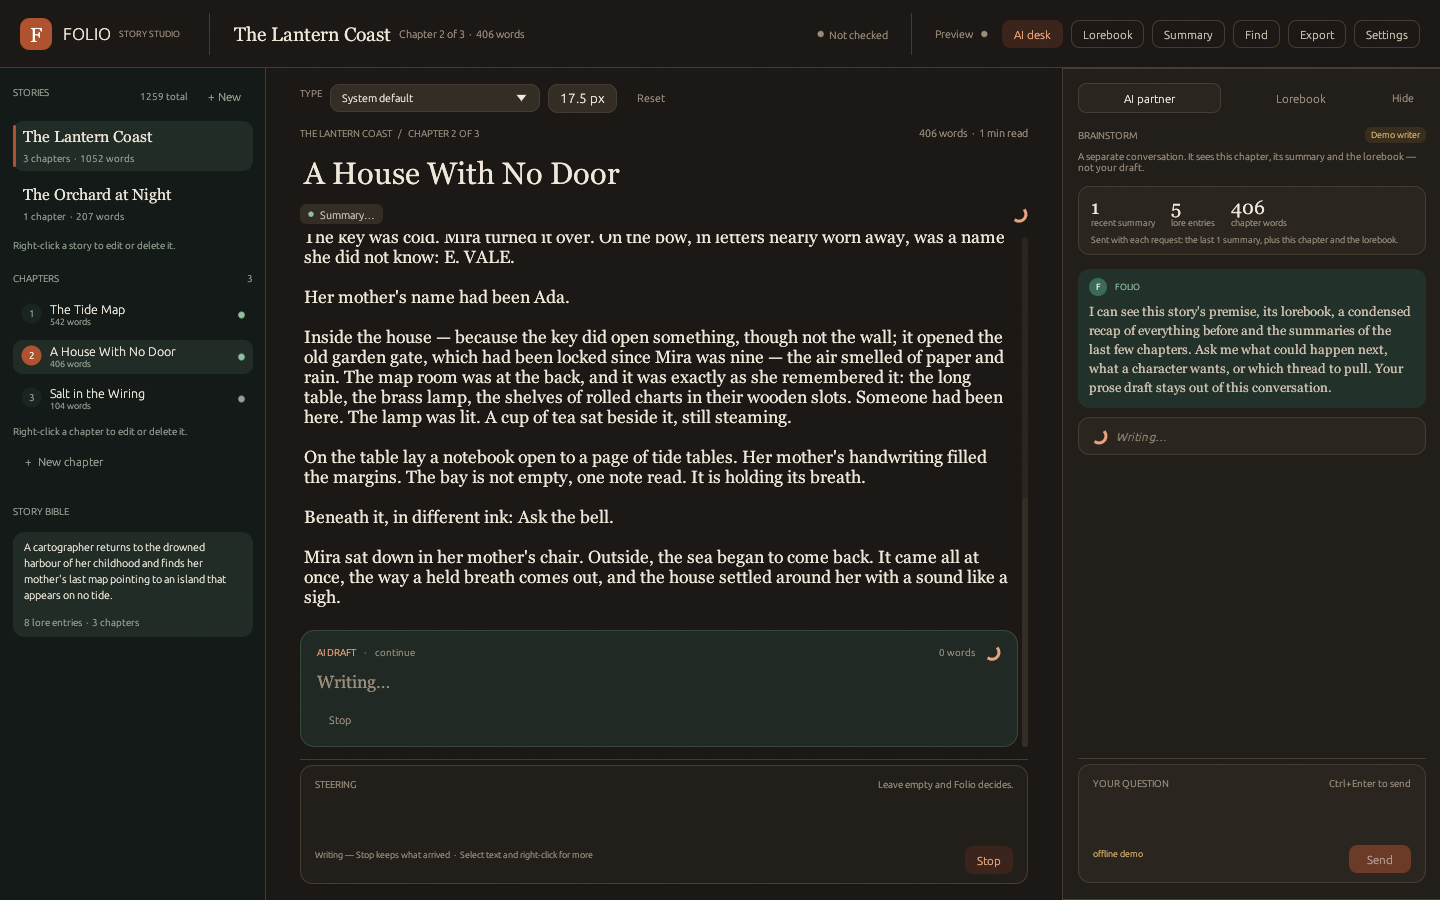 F FOLIO STORY STUDIO
The Lantern Coast Chapter 2 of 3 · 406 words
Not checked
Preview
AI desk
Lorebook
Summary
Find
Export
Settings
STORIES
1259 total
+ New
The Lantern Coast
3 chapters · 1052 words
The Orchard at Night
1 chapter · 207 words
Right-click a story to edit or delete it.
CHAPTERS 3
1 The Tide Map
542 words
2 A House With No Door
406 words
3 Salt in the Wiring
104 words
Right-click a chapter to edit or delete it.
+ New chapter
STORY BIBLE
A cartographer returns to the drowned
harbour of her childhood and finds her
mother's last map pointing to an island that
appears on no tide.
8 lore entries · 3 chapters
TYPE
System default
17.5 px
Reset
THE LANTERN COAST / CHAPTER 2 OF 3
406 words · 1 min read
A House With No Door
Summary...
The key was cold. Mira turned it over. On the bow, in letters nearly worn away, was a name
she did not know: E. VALE.
Her mother's name had been Ada.
Inside the house — because the key did open something, though not the wall; it opened the
old garden gate, which had been locked since Mira was nine — the air smelled of paper and
rain. The map room was at the back, and it was exactly as she remembered it: the long
table, the brass lamp, the shelves of rolled charts in their wooden slots. Someone had been
here. The lamp was lit. A cup of tea sat beside it, still steaming.
On the table lay a notebook open to a page of tide tables. Her mother's handwriting filled
the margins. The bay is not empty, one note read. It is holding its breath.
Beneath it, in different ink: Ask the bell.
Mira sat down in her mother's chair. Outside, the sea began to come back. It came all at
once, the way a held breath comes out, and the house settled around her with a sound like a
sigh.
AI DRAFT · continue
0 words
Writing...
Stop
STEERING
Leave empty and Folio decides.
Writing — Stop keeps what arrived · Select text and right-click for more
Stop
AI partner
Lorebook
Hide
BRAINSTORM
Demo writer
A separate conversation. It sees this chapter, its summary and the lorebook —
not your draft.
1 5 406
recent summary lore entries chapter words
Sent with each request: the last 1 summary, plus this chapter and the lorebook.
F FOLIO
I can see this story's premise, its lorebook, a condensed
recap of everything before and the summaries of the
last few chapters. Ask me what could happen next,
what a character wants, or which thread to pull. Your
prose draft stays out of this conversation.
Writing...
YOUR QUESTION
Ctrl+Enter to send
offline demo
Send